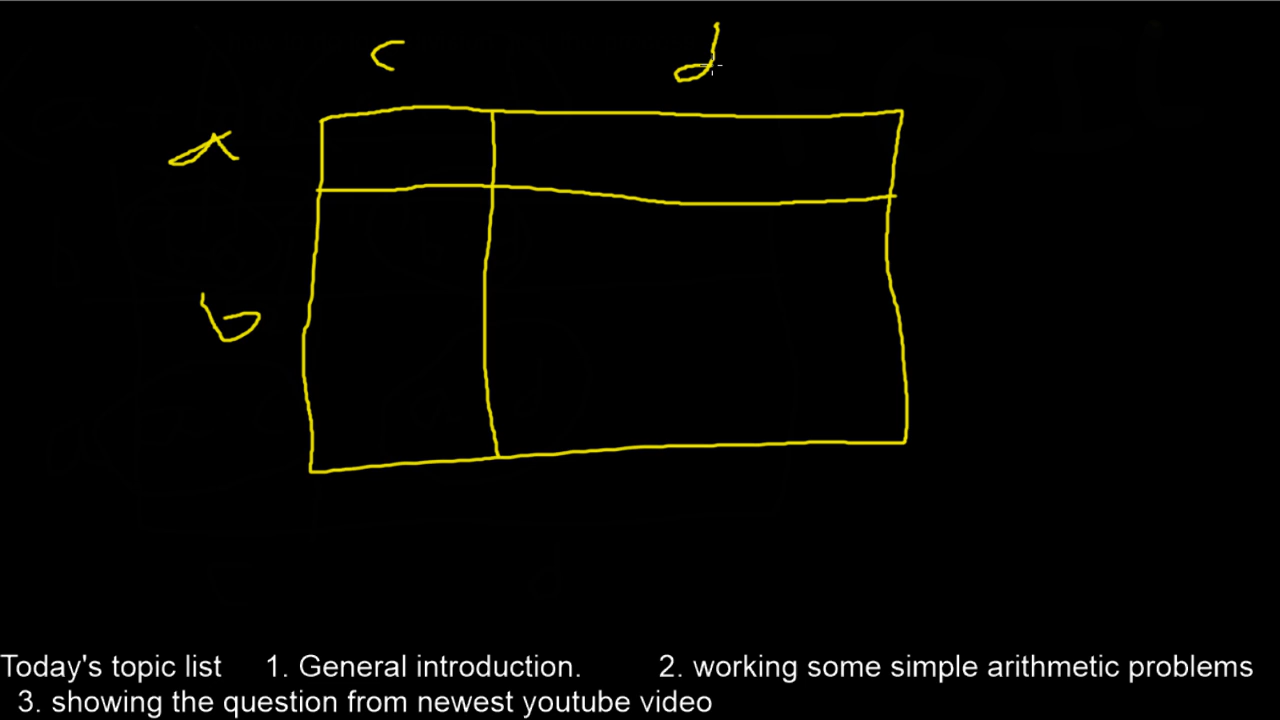 c d
a
b
Today's topic list 1. General introduction. 2. working some simple arithmetic problems
3. showing the question from newest youtube video